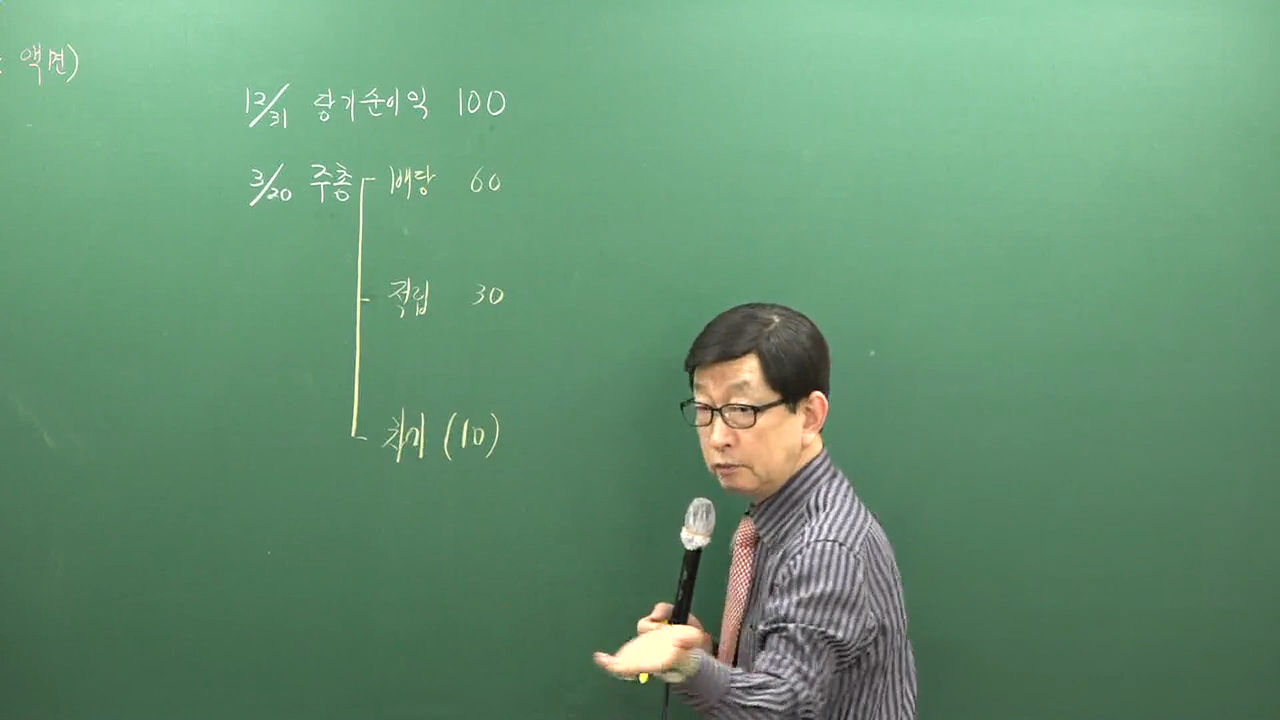 : 액면)
12/31 당기순이익 100
3/20 주총 배당 60
적립 30
차기 (10)